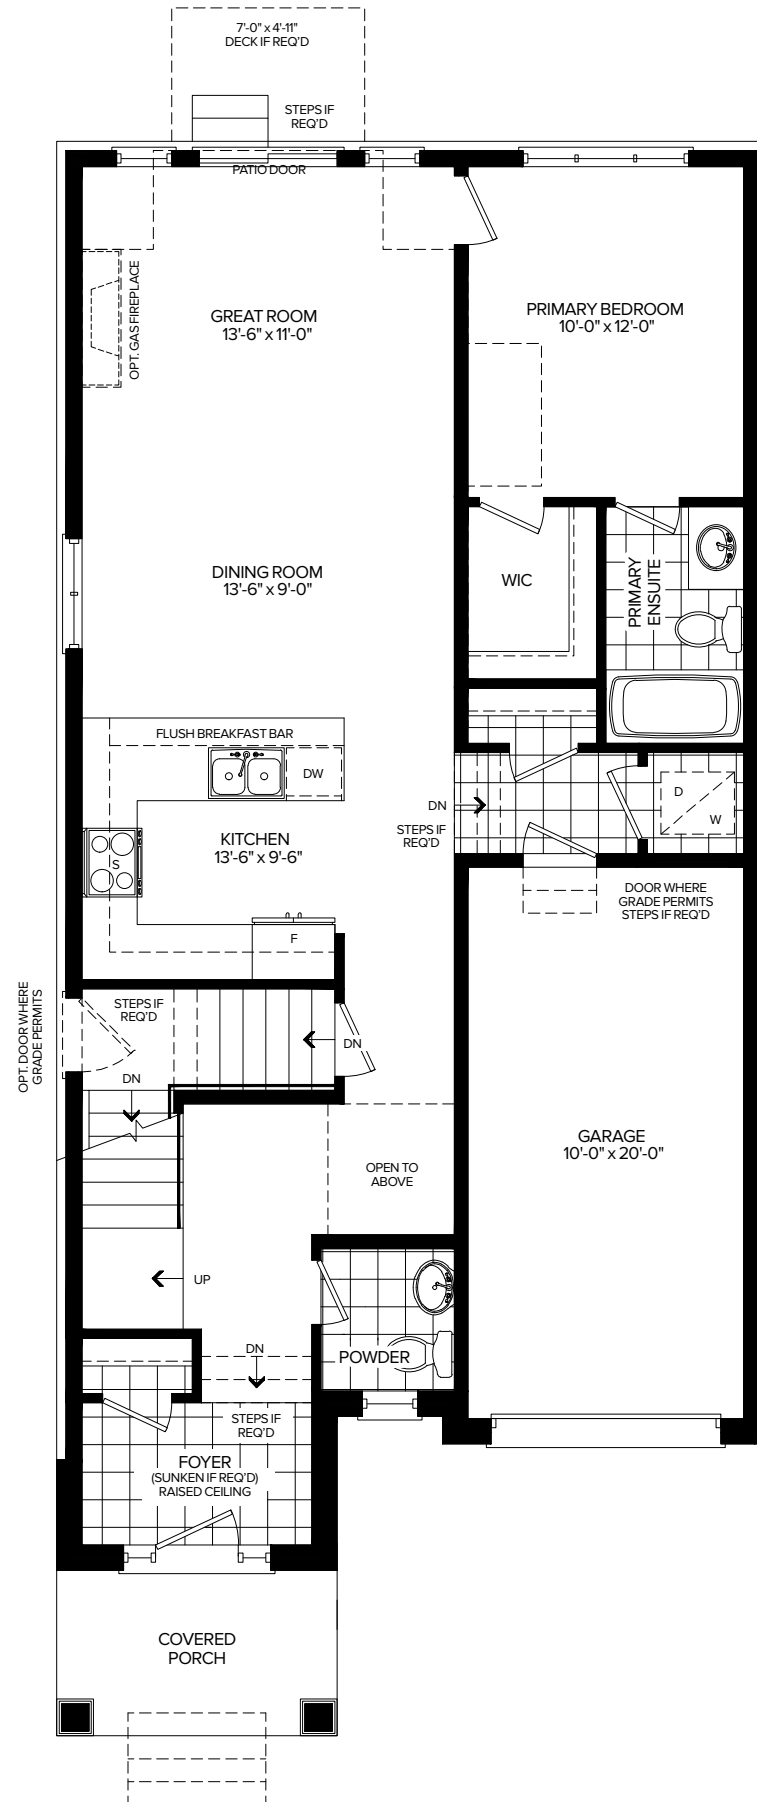 7'-0" x 4'-11"
DECK IF REQ'D
STEPS IF
REQ'D
PATIO DOOR
OPT. GAS FIREPLACE
GREAT ROOM
13'-6" x 11'-0"
PRIMARY BEDROOM
10'-0" x 12'-0"
DINING ROOM
13'-6" x 9'-0"
WIC
PRIMARY
ENSUITE
FLUSH BREAKFAST BAR
DW
D
W
DN
STEPS IF
REQ'D
KITCHEN
13'-6" x 9'-6"
S
F
DOOR WHERE
GRADE PERMITS
STEPS IF REQ'D
OPT. DOOR WHERE
GRADE PERMITS
STEPS IF
REQ'D
DN
DN
GARAGE
10'-0" x 20'-0"
OPEN TO
ABOVE
UP
DN
POWDER
STEPS IF
REQ'D
FOYER
(SUNKEN IF REQ'D)
RAISED CEILING
COVERED
PORCH